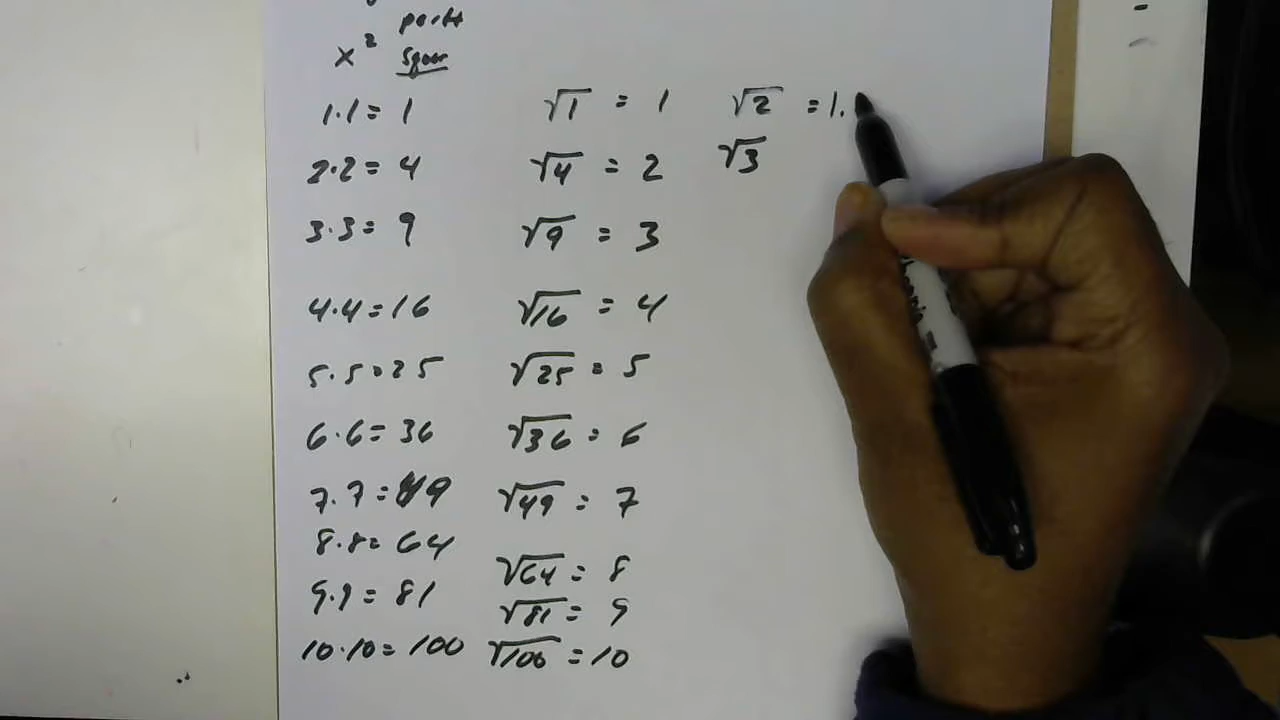 perfect
x² Square
1·1= 1 √1 = 1 √2 =1.
2·2= 4 √4 = 2 √3
3·3= 9 √9 = 3
4·4=16 √16 = 4
5·5=25 √25 = 5
6·6=36 √36 = 6
7·7=49 √49 = 7
8·8=64
√64 = 8
9·9=81 √81 = 9
10·10=100 √100 =10